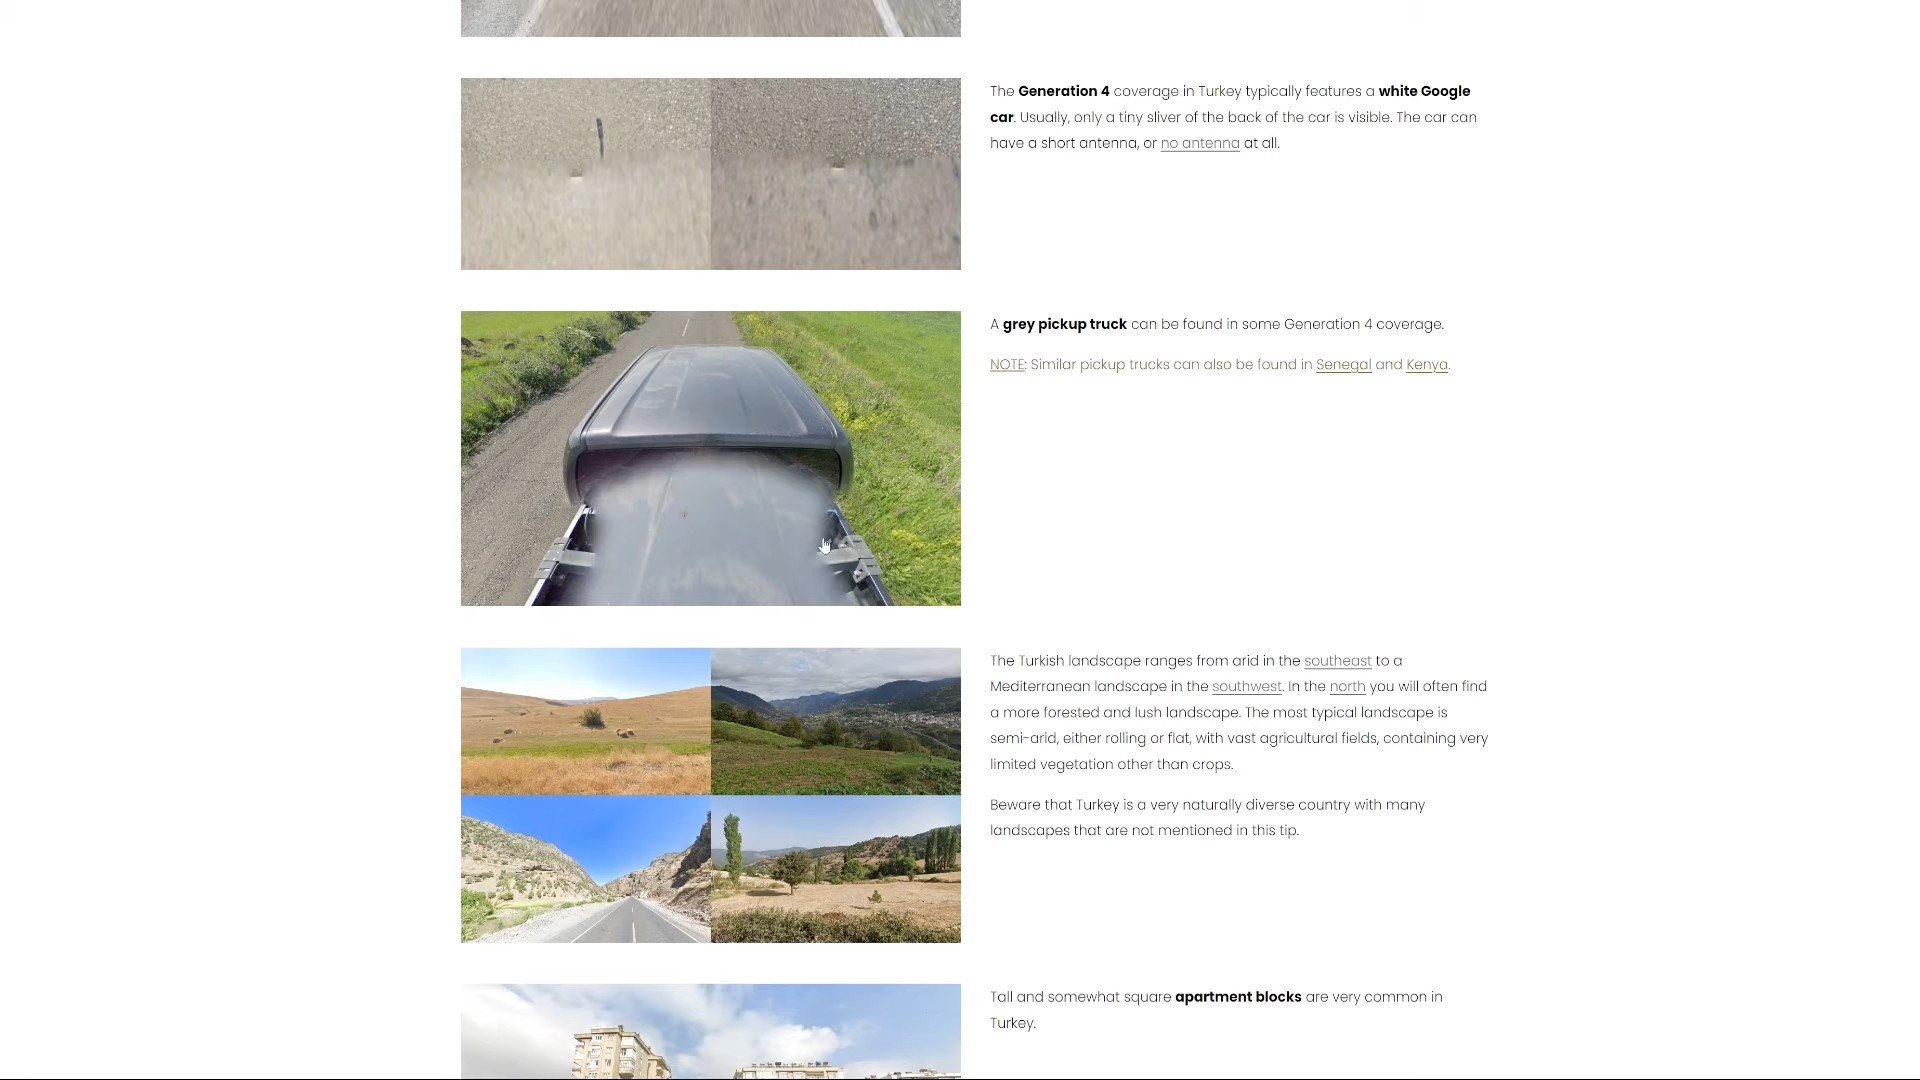 The Generation 4 coverage in Turkey typically features a white Google
car. Usually, only a tiny sliver of the back of the car is visible. The car can
have a short antenna, or no antenna at all.
A grey pickup truck can be found in some Generation 4 coverage.
NOTE: Similar pickup trucks can also be found in Senegal and Kenya.
The Turkish landscape ranges from arid in the southeast to a
Mediterranean landscape in the southwest. In the north you will often find
a more forested and lush landscape. The most typical landscape is
semi-arid, either rolling or flat, with vast agricultural fields, containing very
limited vegetation other than crops.
Beware that Turkey is a very naturally diverse country with many
landscapes that are not mentioned in this tip.
Tall and somewhat square apartment blocks are very common in
Turkey.